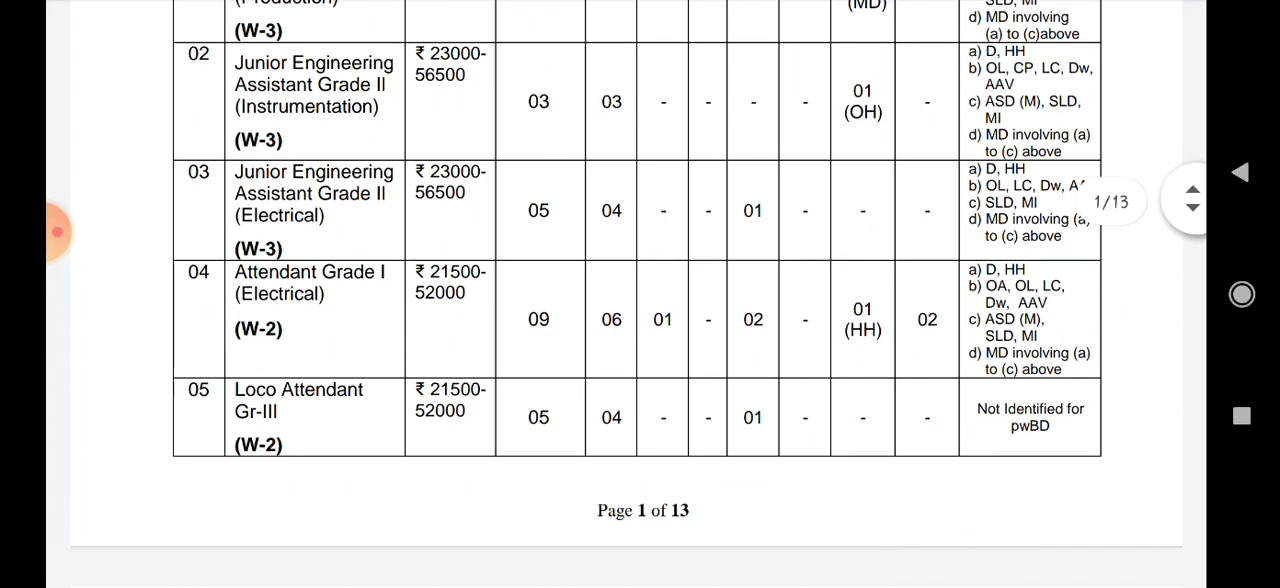 (Production)
(W-3)
(MD)
SLD, MI
d) MD involving
(a) to (c)above
02
Junior Engineering
Assistant Grade II
(Instrumentation)
(W-3)
₹ 23000-
56500
03
03
-
-
-
-
01
(OH)
-
a) D, HH
b) OL, CP, LC, Dw,
AAV
c) ASD (M), SLD,
MI
d) MD involving (a)
to (c) above
03
Junior Engineering
Assistant Grade II
(Electrical)
(W-3)
₹ 23000-
56500
05
04
-
-
01
-
-
-
a) D, HH
b) OL, LC, Dw,
c) SLD, MI
d) MD involving (a)
to (c) above
1/13
04
Attendant Grade I
(Electrical)
(W-2)
₹ 21500-
52000
09
06
01
-
02
-
01
(HH)
02
a) D, HH
b) OA, OL, LC,
Dw, AAV
c) ASD (M),
SLD, MI
d) MD involving (a)
to (c) above
05
Loco Attendant
Gr-III
(W-2)
₹ 21500-
52000
05
04
-
-
01
-
-
-
Not Identified for
pwBD
Page 1 of 13